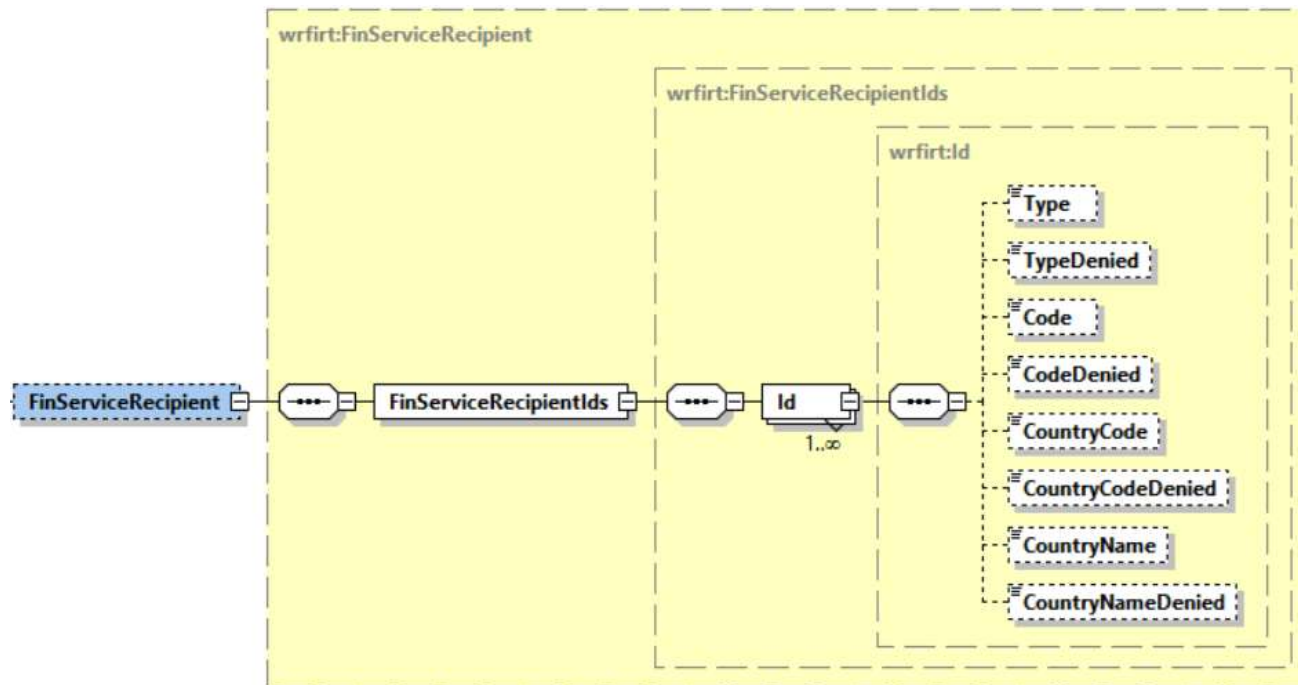 wrfirt:FinServiceRecipient
wrfirt:FinServiceRecipientIds
wrfirt:Id
Type
TypeDenied
Code
CodeDenied
FinServiceRecipient
FinServiceRecipientIds
Id
1..∞
CountryCode
CountryCodeDenied
CountryName
CountryNameDenied